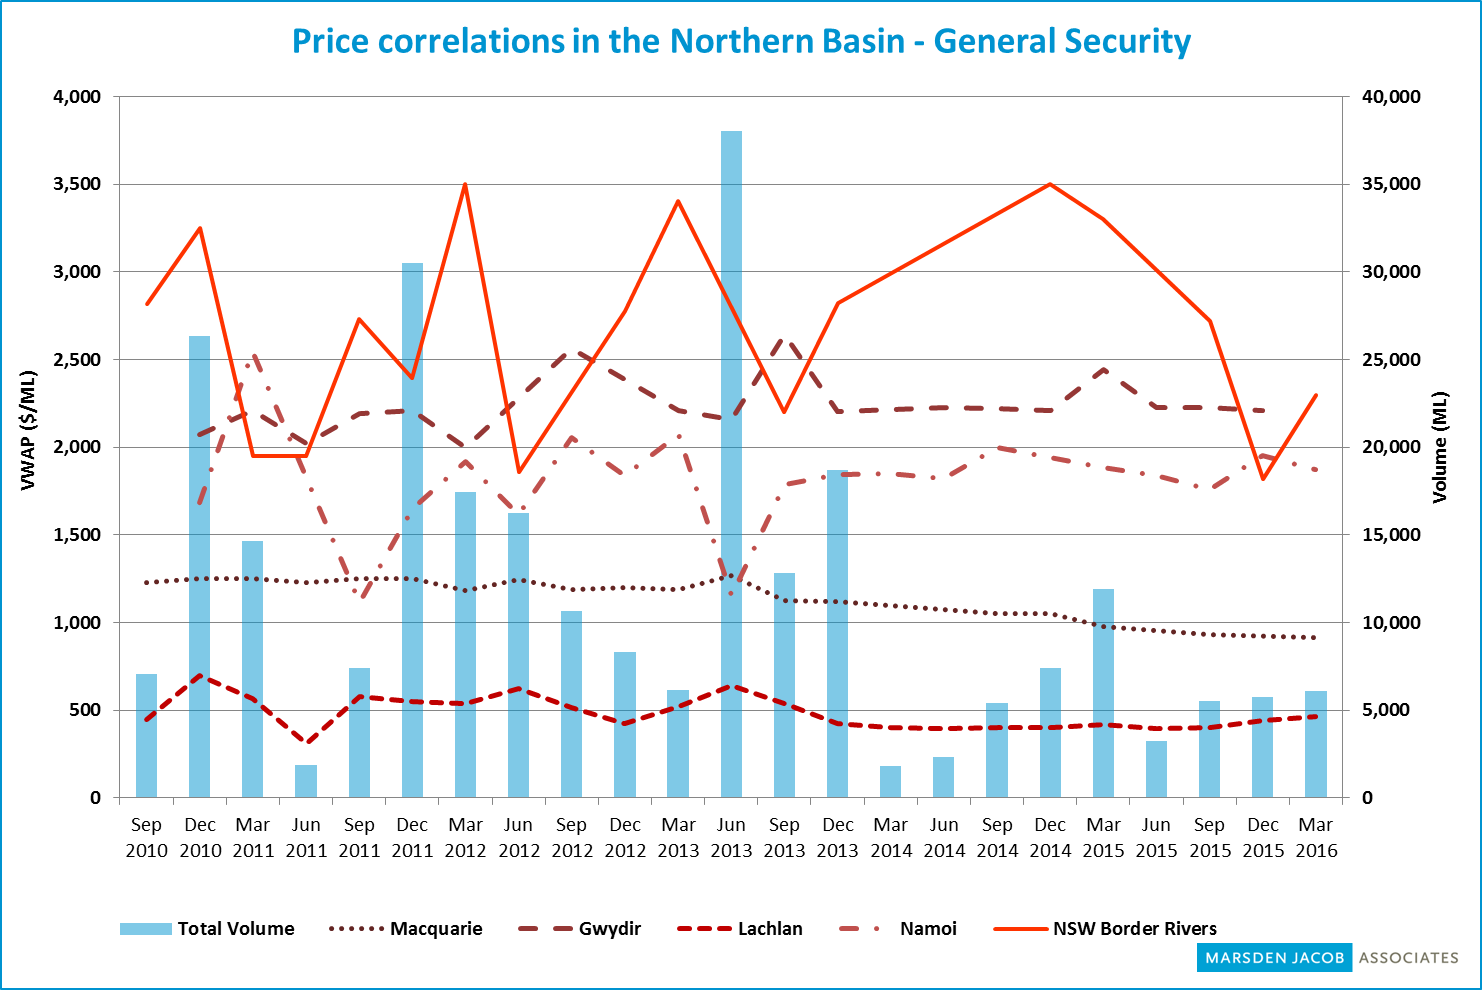 Price correlations in the Northern Basin - General Security
4,000
3,500
3,000
2,500
2,000
1,500
1,000
500
0
VWAP ($/ML)
40,000
35,000
30,000
25,000
20,000
15,000
10,000
5,000
0
Volume (ML)
Sep Dec Mar Jun Sep Dec Mar Jun Sep Dec Mar Jun Sep Dec Mar Jun Sep Dec Mar Jun Sep Dec Mar
2010 2010 2011 2011 2011 2011 2012 2012 2012 2012 2013 2013 2013 2013 2014 2014 2014 2014 2015 2015 2015 2015 2016
Total Volume Macquarie Gwydir Lachlan Namoi NSW Border Rivers
MARSDEN JACOB ASSOCIATES